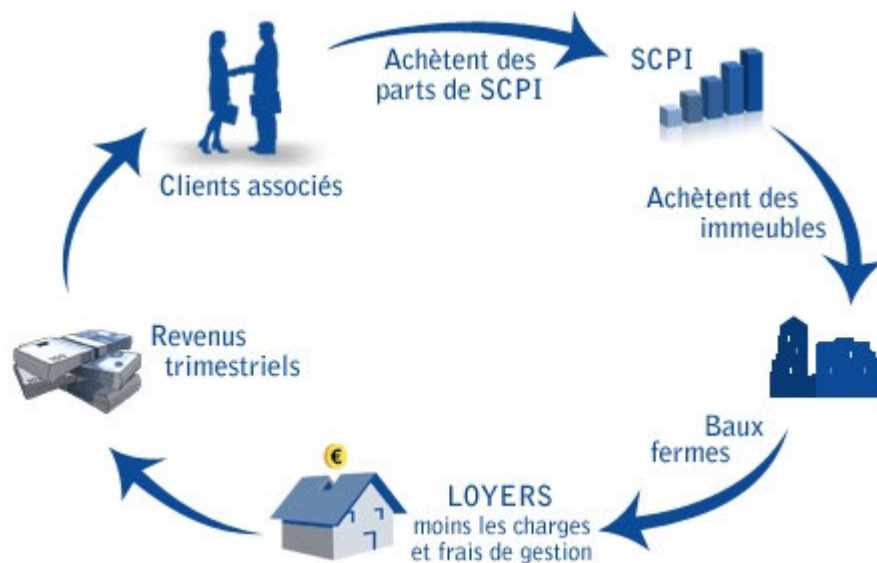 Achètent des
parts de SCPI
SCPI
Clients associés
Achètent des
immeubles
Revenus
trimestriels
Baux
fermes
€
LOYERS
moins les charges
et frais de gestion